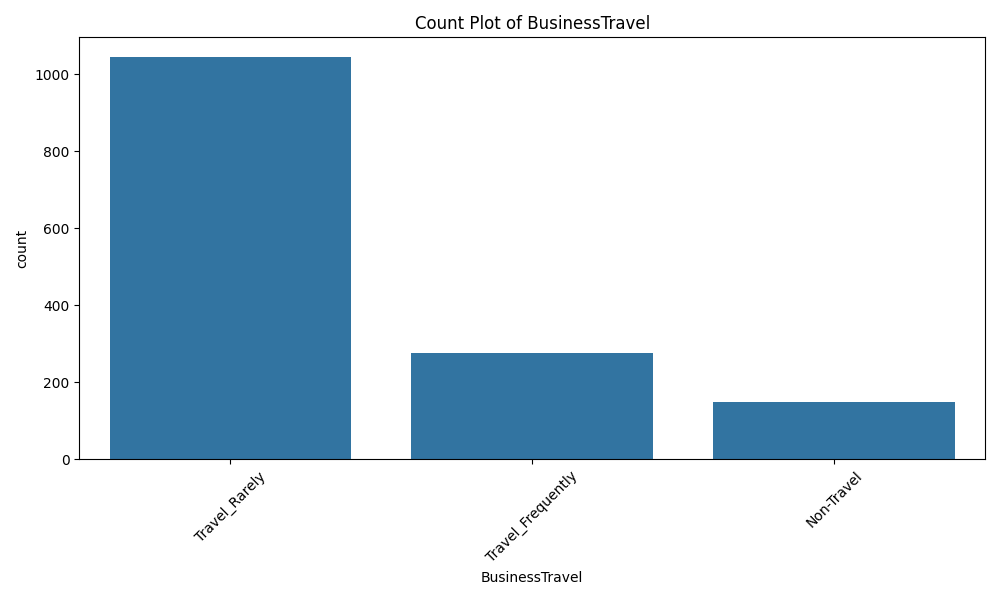 Count Plot of BusinessTravel
1000
800
600
400
200
0
count
Travel_Rarely
Travel_Frequently
Non-Travel
BusinessTravel